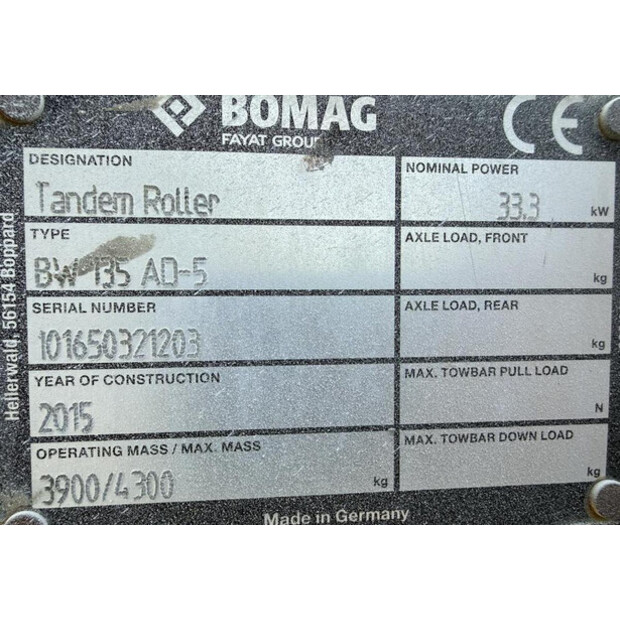 BOMAG
FAYAT GROUP
CE
DESIGNATION
Tandem Roller
NOMINAL POWER
33.3 kW
TYPE
BW 135 AD-5
AXLE LOAD, FRONT
kg
SERIAL NUMBER
101650321203
AXLE LOAD, REAR
kg
YEAR OF CONSTRUCTION
2015
MAX. TOWBAR PULL LOAD
N
OPERATING MASS / MAX. MASS
3900/4300 kg
MAX. TOWBAR DOWN LOAD
kg
Made in Germany
Hellerwald, 56154 Boppard